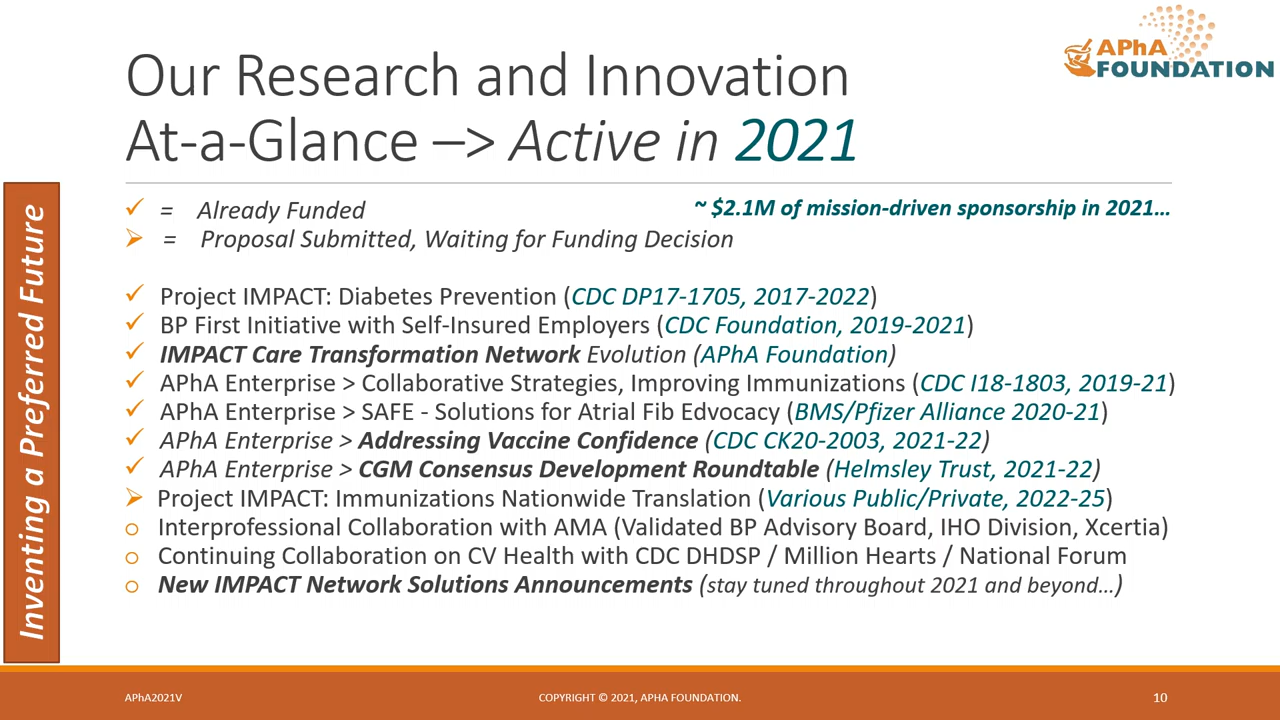 APhA
FOUNDATION
Our Research and Innovation
At-a-Glance –> Active in 2021
Inventing a Preferred Future
✓ = Already Funded
~ $2.1M of mission-driven sponsorship in 2021…
➢ = Proposal Submitted, Waiting for Funding Decision
✓ Project IMPACT: Diabetes Prevention (CDC DP17-1705, 2017-2022)
✓ BP First Initiative with Self-Insured Employers (CDC Foundation, 2019-2021)
✓ IMPACT Care Transformation Network Evolution (APhA Foundation)
✓ APhA Enterprise > Collaborative Strategies, Improving Immunizations (CDC I18-1803, 2019-21)
✓ APhA Enterprise > SAFE - Solutions for Atrial Fib Edvocacy (BMS/Pfizer Alliance 2020-21)
✓ APhA Enterprise > Addressing Vaccine Confidence (CDC CK20-2003, 2021-22)
✓ APhA Enterprise > CGM Consensus Development Roundtable (Helmsley Trust, 2021-22)
➢ Project IMPACT: Immunizations Nationwide Translation (Various Public/Private, 2022-25)
o Interprofessional Collaboration with AMA (Validated BP Advisory Board, IHO Division, Xcertia)
o Continuing Collaboration on CV Health with CDC DHDSP / Million Hearts / National Forum
o New IMPACT Network Solutions Announcements (stay tuned throughout 2021 and beyond…)
APhA2021V
COPYRIGHT © 2021, APHA FOUNDATION.
10